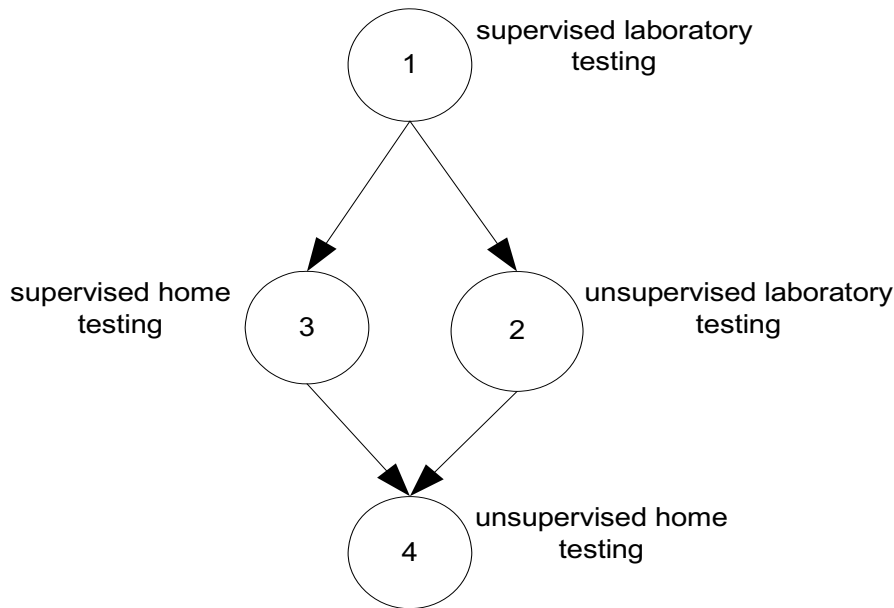 supervised laboratory
testing
1
supervised home
testing
3
2
unsupervised laboratory
testing
4
unsupervised home
testing